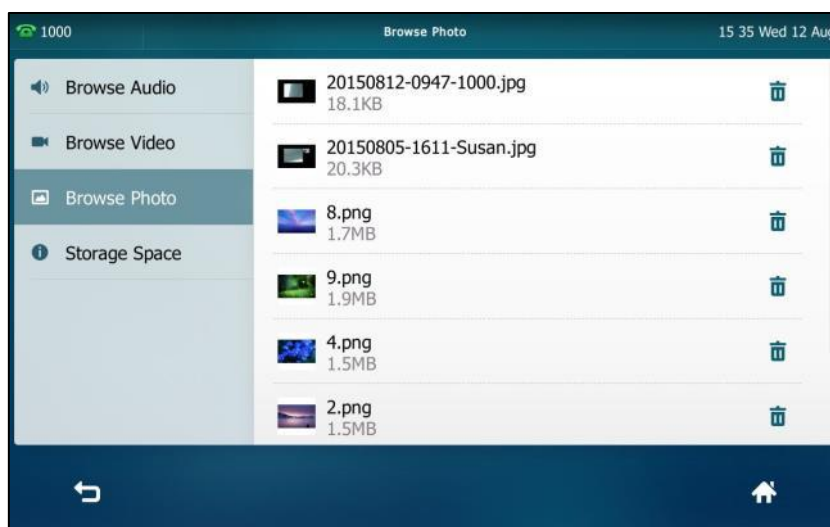 1000
Browse Photo
15 35 Wed 12 Aug
Browse Audio
Browse Video
Browse Photo
Storage Space
20150812-0947-1000.jpg
18.1KB
20150805-1611-Susan.jpg
20.3KB
8.png
1.7MB
9.png
1.9MB
4.png
1.5MB
2.png
1.5MB